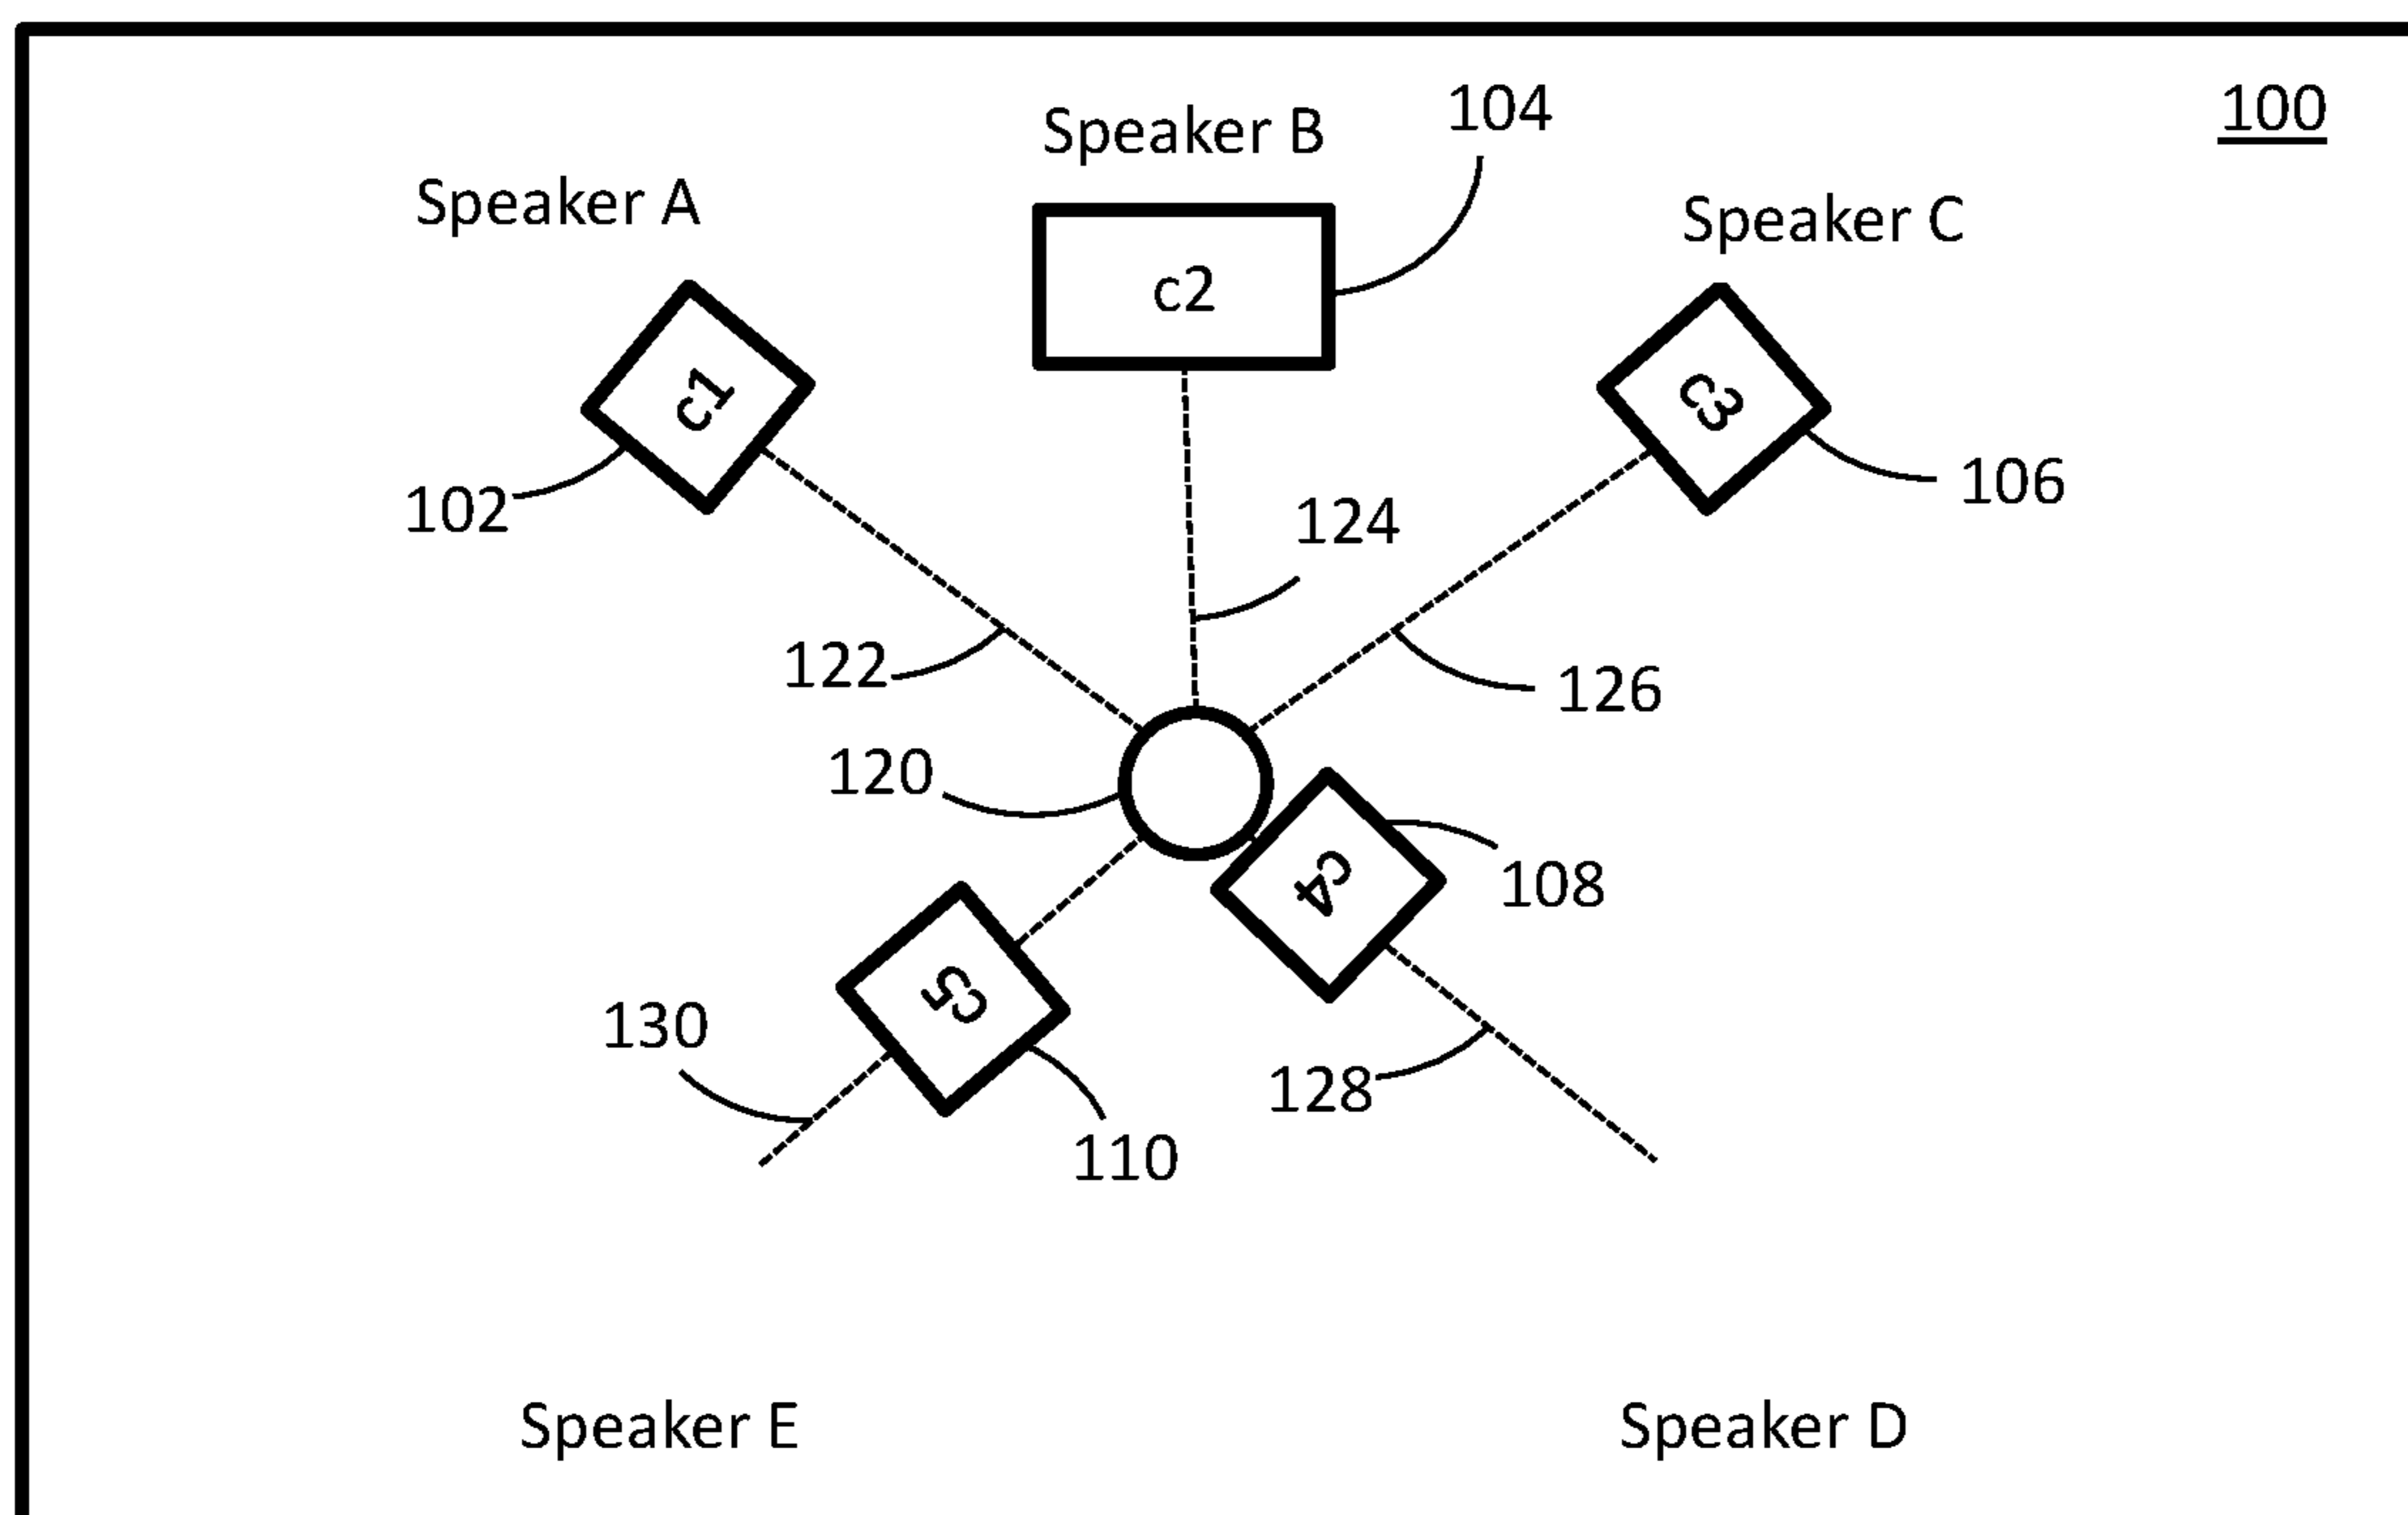 100
104
Speaker B
Speaker A
Speaker C
c2
c1
c3
102
106
124
122
126
120
108
c4
c5
130
128
110
Speaker E
Speaker D